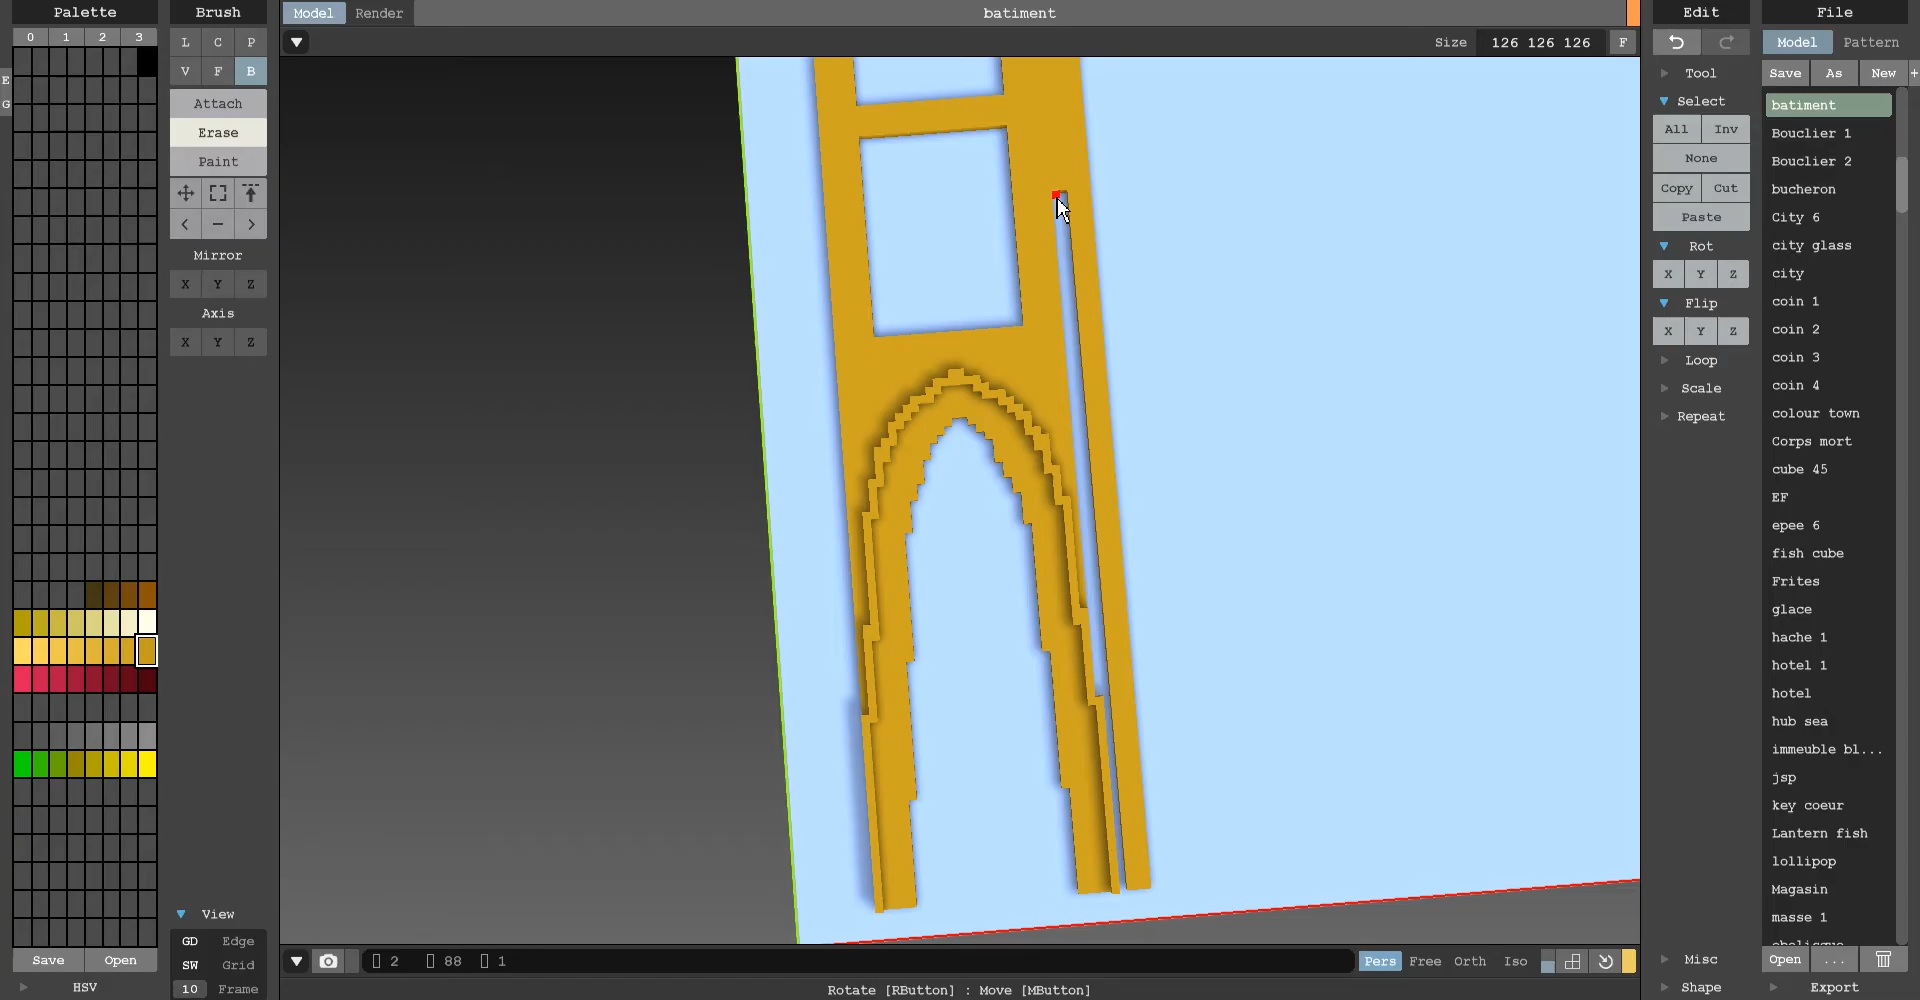 Palette
0 1 2 3
E
G
Save Open
HSV
Brush
L C P
V F B
Attach
Erase
Paint
< - >
Mirror
X Y Z
Axis
X Y Z
View
GD Edge
SW Grid
10 Frame
Model Render
batiment
Size 126 126 126 F
2 88 1
Pers Free Orth Iso
Rotate [RButton] : Move [MButton]
Edit
Tool
Select
All Inv
None
Copy Cut
Paste
Rot
X Y Z
Flip
X Y Z
Loop
Scale
Repeat
Misc
Shape
File
Model Pattern
Save As New +
batiment
Bouclier 1
Bouclier 2
bucheron
City 6
city glass
city
coin 1
coin 2
coin 3
coin 4
colour town
Corps mort
cube 45
EF
epee 6
fish cube
Frites
glace
hache 1
hotel 1
hotel
hub sea
immeuble bl...
jsp
key coeur
Lantern fish
lollipop
Magasin
masse 1
Open ...
Export